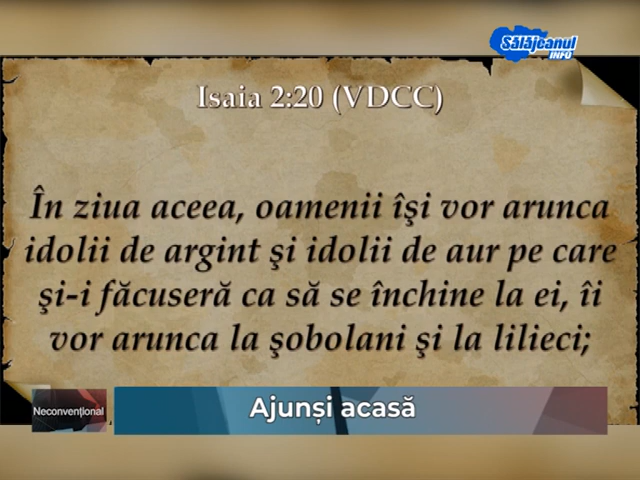 Sălăjeanul
INFO
Isaia 2:20 (VDCC)
În ziua aceea, oamenii îşi vor arunca
idolii de argint şi idolii de aur pe care
şi-i făcuseră ca să se închine la ei, îi
vor arunca la şobolani şi la lilieci;
Neconvențional
Ajunși acasă